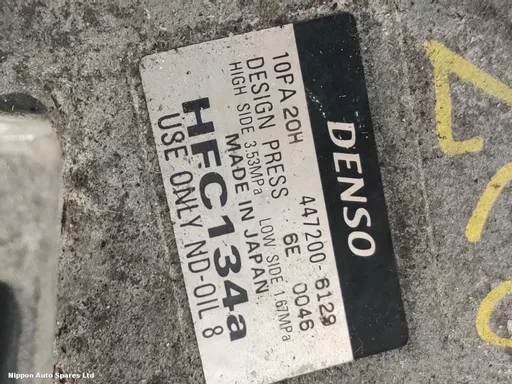 DENSO
10PA20H 447200-6129
DESIGN PRESS 6E 0046
HIGH SIDE 3.53MPa LOW SIDE 1.67MPa
MADE IN JAPAN
HFC134a
USE ONLY ND-OIL 8
Nippon Auto Spares Ltd